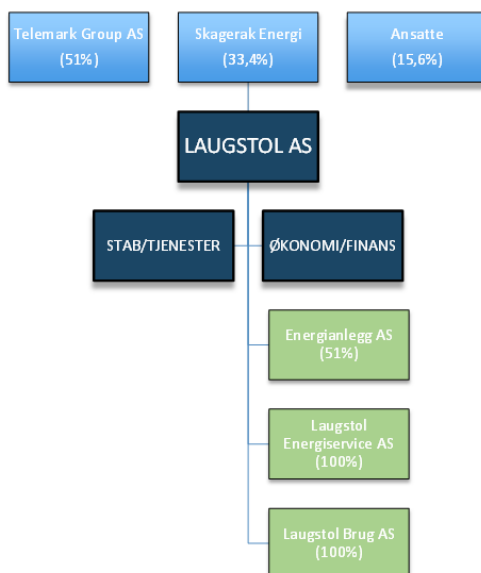 Telemark Group AS
(51%)
Skagerak Energi
(33,4%)
Ansatte
(15,6%)
LAUGSTOL AS
STAB/TJENESTER
ØKONOMI/FINANS
Energianlegg AS
(51%)
Laugstol
Energiservice AS
(100%)
Laugstol Brug AS
(100%)